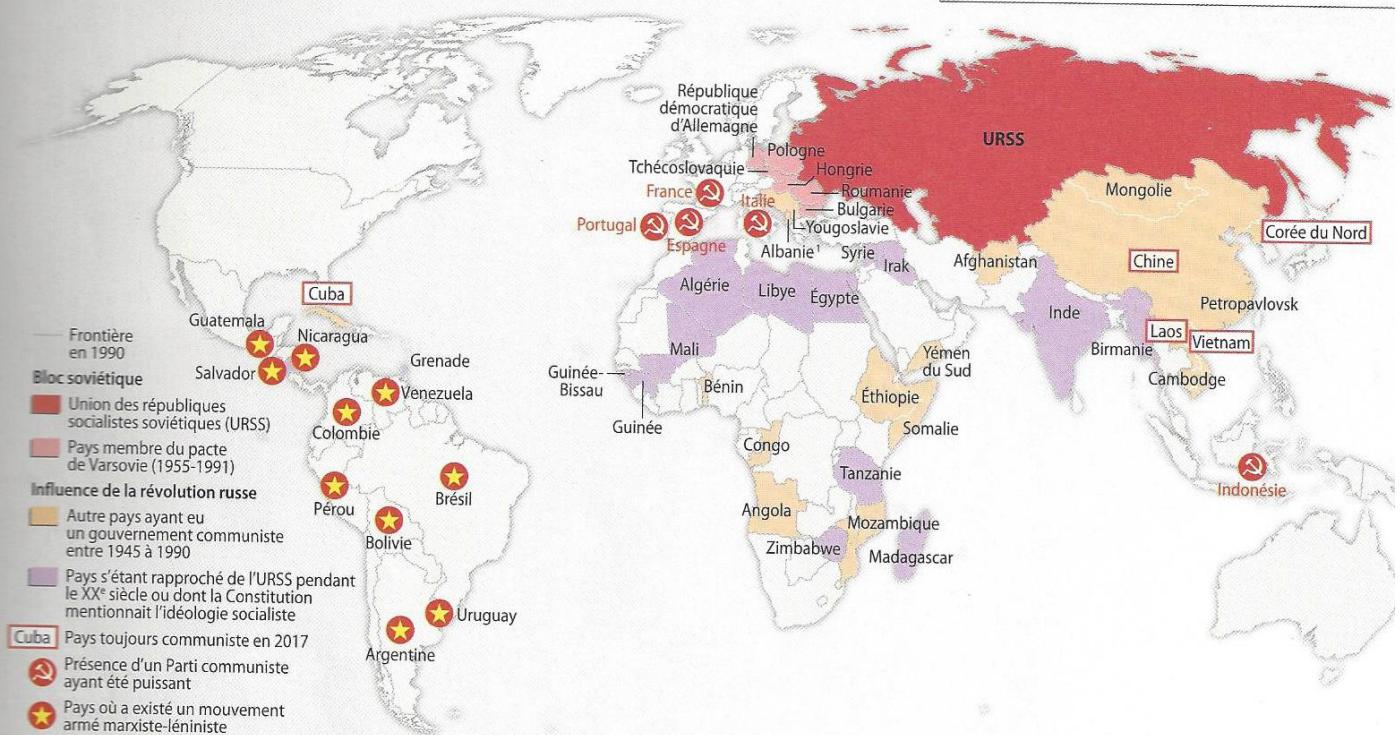 République
démocratique
d'Allemagne
Pologne
Tchécoslovaquie
Hongrie
France
Roumanie
Italie
Bulgarie
Portugal
Espagne
Yougoslavie
Albanie¹
URSS
Mongolie
Corée du Nord
Syrie
Irak
Afghanistan
Chine
Algérie
Libye
Égypte
Inde
Petropavlovsk
Laos
Vietnam
Birmanie
Cambodge
Mali
Guinée-
Bissau
Guinée
Bénin
Yémen
du Sud
Éthiopie
Somalie
Congo
Tanzanie
Angola
Mozambique
Zimbabwe
Madagascar
Indonésie
Cuba
Guatemala
Nicaragua
Salvador
Grenade
Venezuela
Colombie
Pérou
Brésil
Bolivie
Uruguay
Argentine
Frontière
en 1990
Bloc soviétique
Union des républiques
socialistes soviétiques (URSS)
Pays membre du pacte
de Varsovie (1955-1991)
Influence de la révolution russe
Autre pays ayant eu
un gouvernement communiste
entre 1945 à 1990
Pays s'étant rapproché de l'URSS pendant
le XXᵉ siècle ou dont la Constitution
mentionnait l'idéologie socialiste
Cuba Pays toujours communiste en 2017
Présence d'un Parti communiste
ayant été puissant
Pays où a existé un mouvement
armé marxiste-léniniste